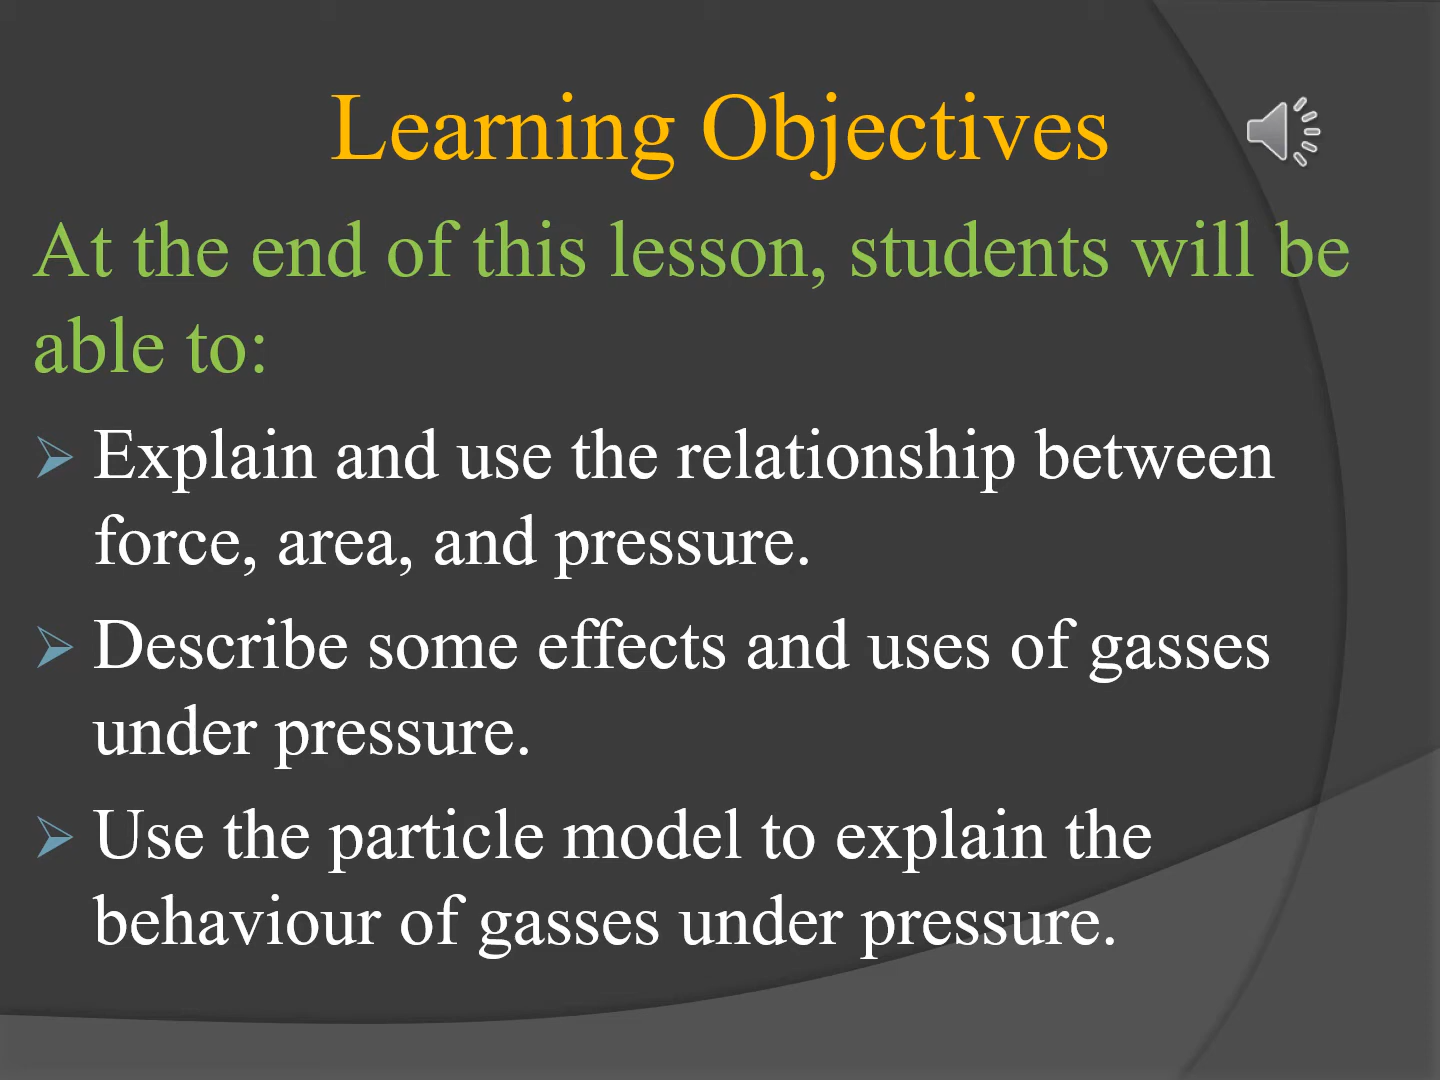 Learning Objectives
At the end of this lesson, students will be
able to:
Explain and use the relationship between
force, area, and pressure.
Describe some effects and uses of gasses
under pressure.
Use the particle model to explain the
behaviour of gasses under pressure.